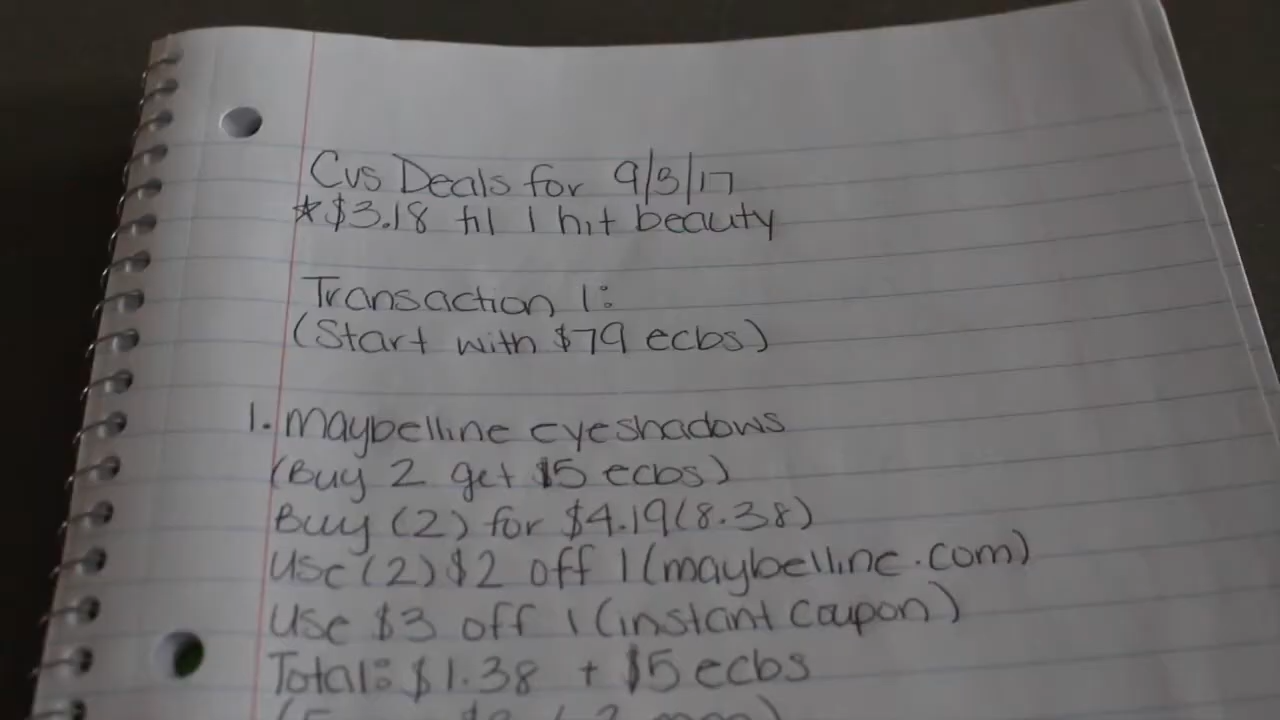 Cvs Deals for 9/3/17
*$3.18 til I hit beauty
Transaction 1:
(Start with $79 ecbs)
1. Maybelline eyeshadows
(Buy 2 get $5 ecbs)
Buy (2) for $4.19(8.38)
Use (2) $2 off 1 (maybelline.com)
Use $3 off 1 (instant coupon)
Total: $1.38 + $5 ecbs